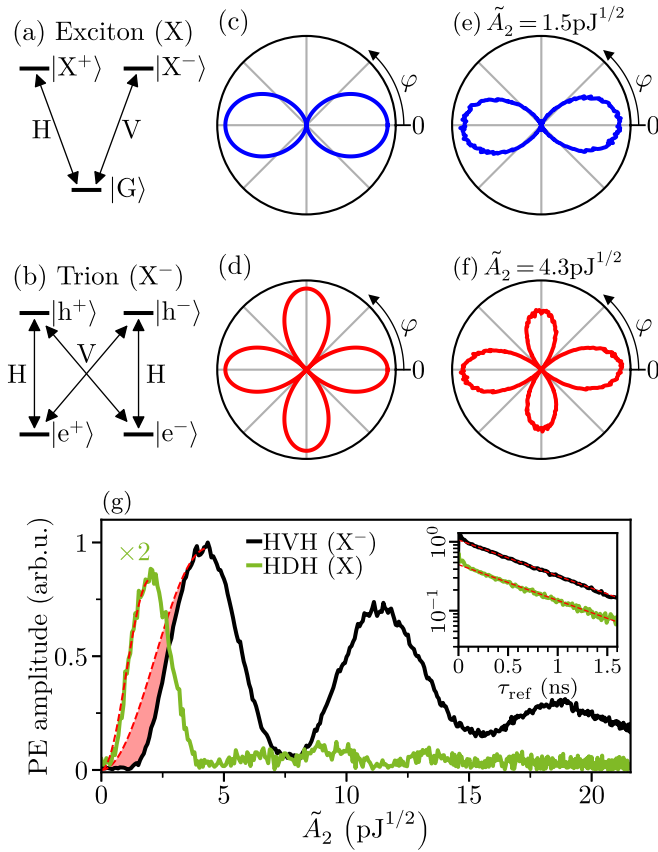 (a) Exciton (X)
|X⁺⟩ |X⁻⟩
H V
|G⟩
(c)
φ
0
(e) Ã₂ = 1.5pJ^{1/2}
φ
0
(b) Trion (X⁻)
|h⁺⟩ |h⁻⟩
V
H H
|e⁺⟩ |e⁻⟩
(d)
φ
0
(f) Ã₂ = 4.3pJ^{1/2}
φ
0
(g)
PE amplitude (arb.u.)
1
0.5
0
×2
HVH (X⁻)
HDH (X)
10⁰
10⁻¹
0 0.5 1 1.5
τ_ref (ns)
0 5 10 15 20
Ã₂ (pJ^{1/2})